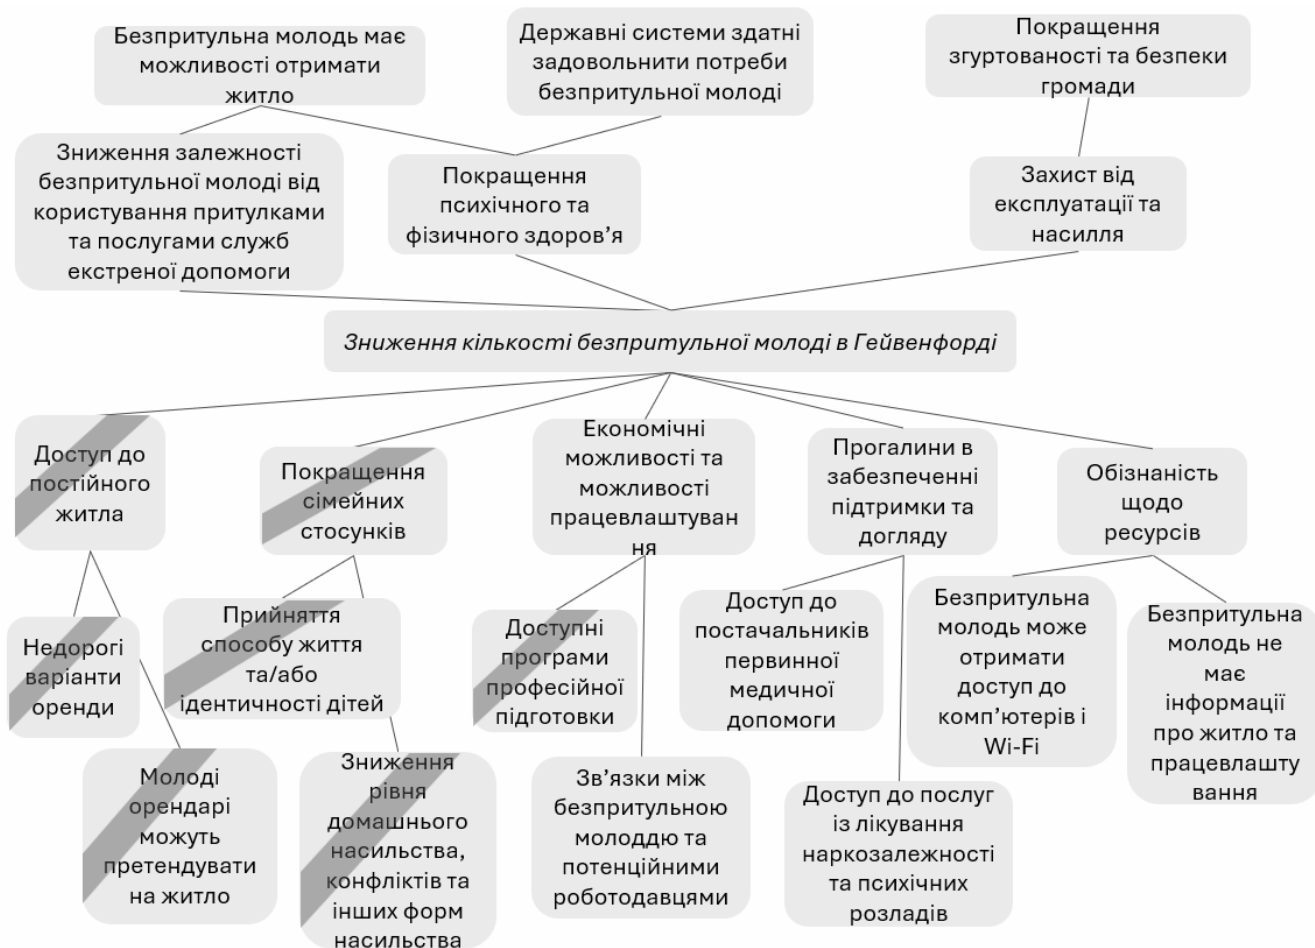 Безпритульна молодь має
можливості отримати
житло
Державні системи здатні
задовольнити потреби
безпритульної молоді
Покращення
згуртованості та безпеки
громади
Зниження залежності
безпритульної молоді від
користування притулками
та послугами служб
екстреної допомоги
Покращення
психічного та
фізичного здоров’я
Захист від
експлуатації та
насилля
Зниження кількості безпритульної молоді в Гейвенфорді
Доступ до
постійного
житла
Покращення
сімейних
стосунків
Економічні
можливості та
можливості
працевлаштуван
ня
Прогалини в
забезпеченні
підтримки та
догляду
Обізнаність
щодо
ресурсів
Недорогі
варіанти
оренди
Прийняття
способу життя
та/або
ідентичності дітей
Доступні
програми
професійної
підготовки
Доступ до
постачальників
первинної
медичної
допомоги
Безпритульна
молодь може
отримати
доступ до
комп’ютерів і
Wi-Fi
Безпритульна
молодь не
має
інформації
про житло та
працевлашту
вання
Молоді
орендарі
можуть
претендувати
на житло
Зниження
рівня
домашнього
насильства,
конфліктів та
інших форм
насильства
Зв’язки між
безпритульною
молоддю та
потенційними
роботодавцями
Доступ до послуг
із лікування
наркозалежності
та психічних
розладів